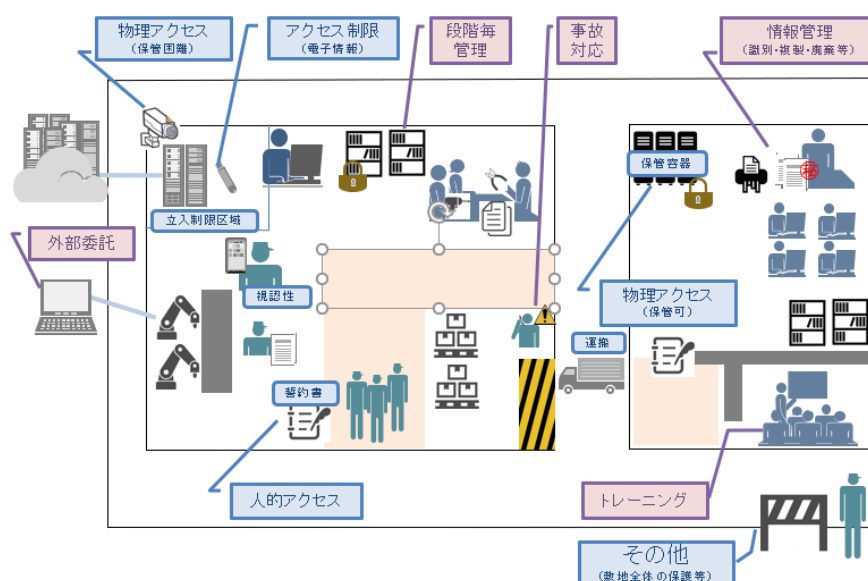 物理アクセス
(保管困難)
アクセス制限
(電子情報)
段階毎
管理
事故
対応
情報管理
(識別・複製・廃棄等)
保管容器
秘
立入制限区域
外部委託
視認性
物理アクセス
(保管可)
運搬
誓約書
人的アクセス
トレーニング
その他
(敷地全体の保護等)